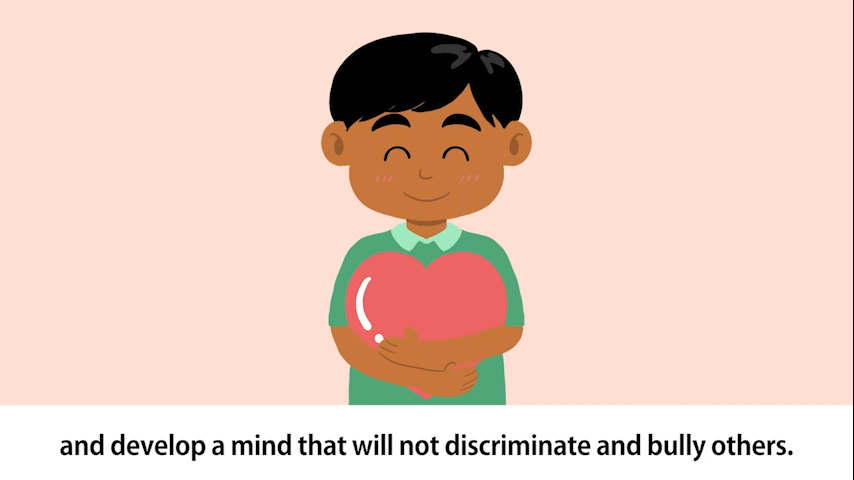 and develop a mind that will not discriminate and bully others.